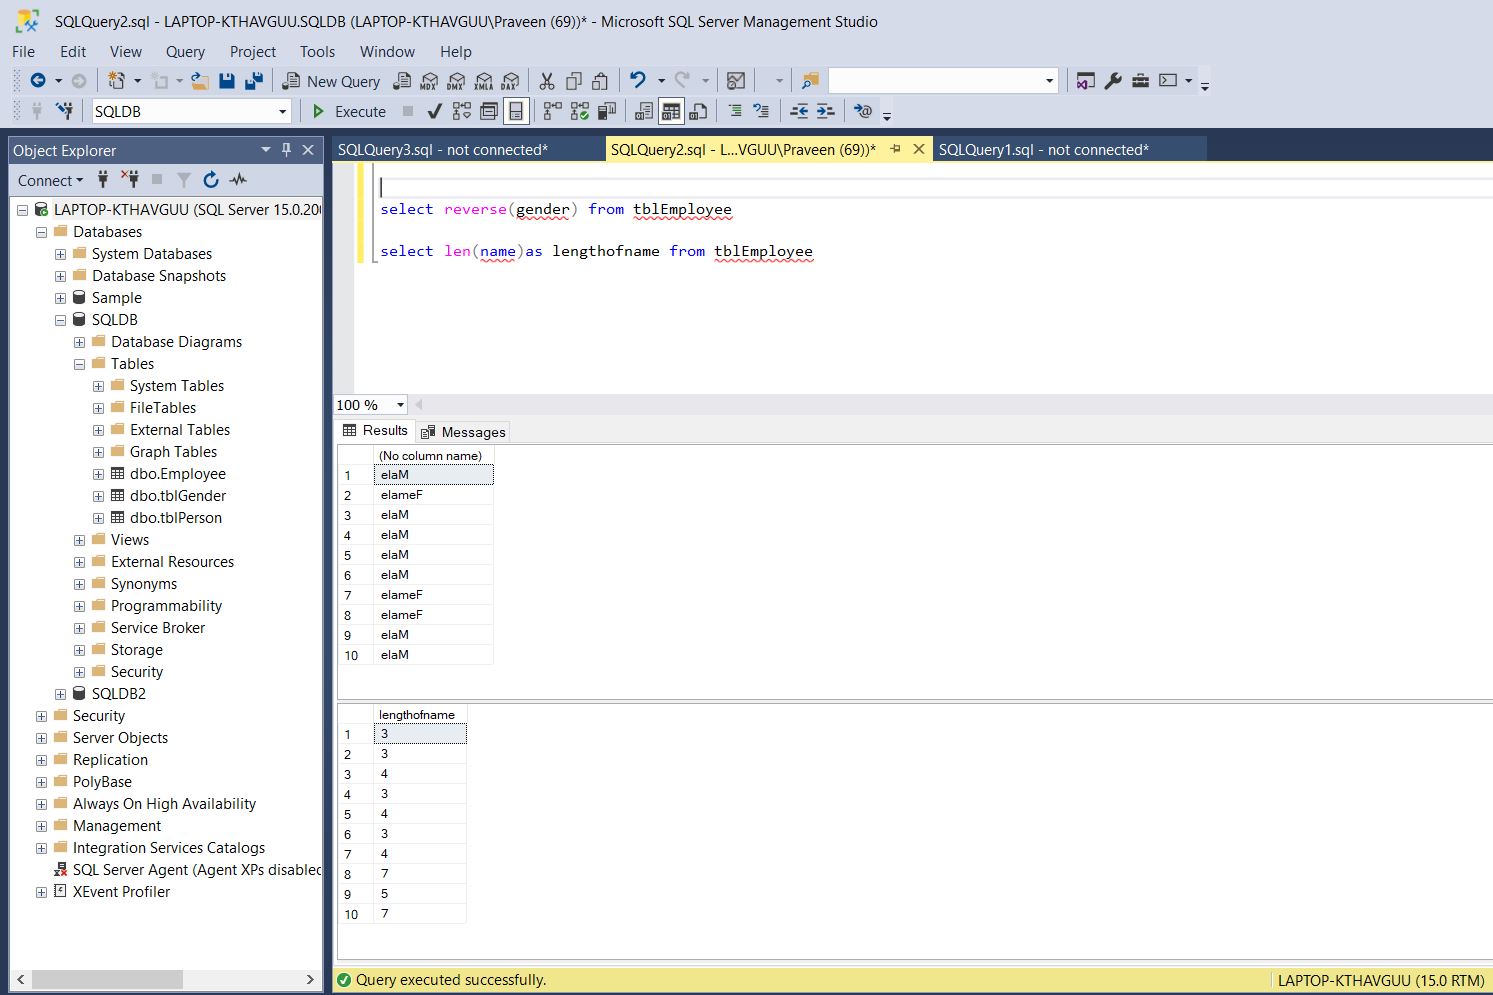 SQLQuery2.sql - LAPTOP-KTHAVGUU.SQLDB (LAPTOP-KTHAVGUU\Praveen (69))* - Microsoft SQL Server Management Studio
File Edit View Query Project Tools Window Help
New Query MDX DMX XMLA DAX
SQLDB Execute
Object Explorer
Connect
LAPTOP-KTHAVGUU (SQL Server 15.0.200
Databases
System Databases
Database Snapshots
Sample
SQLDB
Database Diagrams
Tables
System Tables
FileTables
External Tables
Graph Tables
dbo.Employee
dbo.tblGender
dbo.tblPerson
Views
External Resources
Synonyms
Programmability
Service Broker
Storage
Security
SQLDB2
Security
Server Objects
Replication
PolyBase
Always On High Availability
Management
Integration Services Catalogs
SQL Server Agent (Agent XPs disabled
XEvent Profiler
SQLQuery3.sql - not connected* SQLQuery2.sql - L...VGUU\Praveen (69))* SQLQuery1.sql - not connected*
select reverse(gender) from tblEmployee
select len(name)as lengthofname from tblEmployee
100 %
Results Messages
(No column name)
1 elaM
2 elameF
3 elaM
4 elaM
5 elaM
6 elaM
7 elameF
8 elameF
9 elaM
10 elaM
lengthofname
1 3
2 3
3 4
4 3
5 4
6 3
7 4
8 7
9 5
10 7
Query executed successfully. LAPTOP-KTHAVGUU (15.0 RTM)